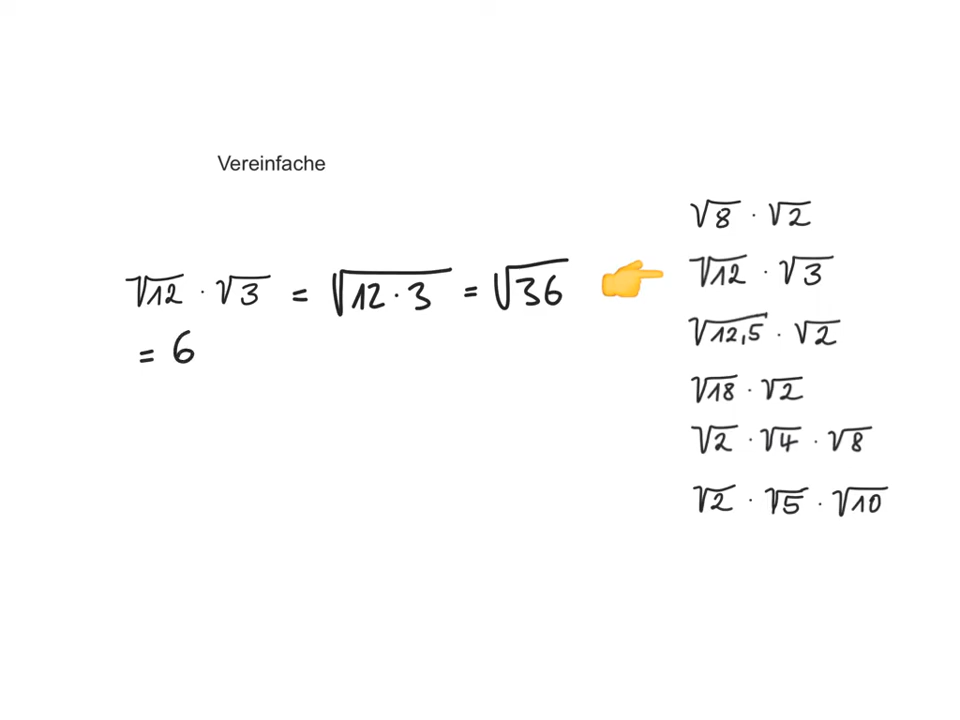 Vereinfache
√12 · √3 = √12·3 = √36
= 6
√8 · √2
√12 · √3
√12,5 · √2
√18 · √2
√2 · √4 · √8
√2 · √5 · √10